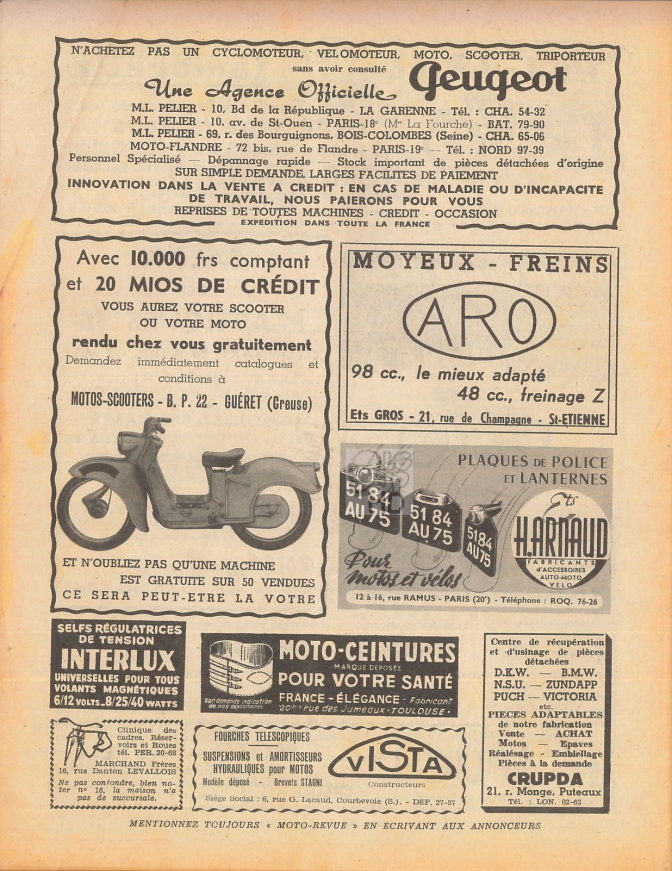 N'ACHETEZ PAS UN CYCLOMOTEUR, VELOMOTEUR, MOTO, SCOOTER, TRIPORTEUR
sans avoir consulté
Une Agence Officielle Peugeot
M.L. PELIER - 10, Bd de la République - LA GARENNE - Tél. : CHA. 54-32
M.L. PELIER - 10, av. de St-Ouen - PARIS-18e (Mo La Fourche) - BAT. 79-90
M.L. PELIER - 69, r. des Bourguignons, BOIS-COLOMBES (Seine) - CHA. 65-06
MOTO-FLANDRE - 72 bis, rue de Flandre - PARIS-19e — Tél. : NORD 97-39
Personnel Spécialisé — Dépannage rapide — Stock important de pièces détachées d'origine
SUR SIMPLE DEMANDE, LARGES FACILITES DE PAIEMENT
INNOVATION DANS LA VENTE A CREDIT : EN CAS DE MALADIE OU D'INCAPACITE
DE TRAVAIL, NOUS PAIERONS POUR VOUS
REPRISES DE TOUTES MACHINES - CREDIT - OCCASION
EXPEDITION DANS TOUTE LA FRANCE
Avec 10.000 frs comptant
et 20 MIOS DE CRÉDIT
VOUS AUREZ VOTRE SCOOTER
OU VOTRE MOTO
rendu chez vous gratuitement
Demandez immédiatement catalogues et
conditions à
MOTOS-SCOOTERS - B. P. 22 - GUÉRET (Creuse)
ET N'OUBLIEZ PAS QU'UNE MACHINE
EST GRATUITE SUR 50 VENDUES
CE SERA PEUT-ETRE LA VOTRE
MOYEUX - FREINS
ARO
98 cc., le mieux adapté
48 cc., freinage Z
Ets GROS - 21, rue de Champagne - St-ETIENNE
PLAQUES DE POLICE
ET LANTERNES
51 84
AU 75
51 84
AU 75
51 84
AU 75
Ets
H. ARTNAUD
FABRICANTS
d'ACCESSOIRES
AUTO-MOTO
VELO
Pour
motos et vélos
12 à 16, rue RAMUS - PARIS (20e) - Téléphone : ROQ. 76-26
SELFS RÉGULATRICES
DE TENSION
INTERLUX
UNIVERSELLES POUR TOUS
VOLANTS MAGNÉTIQUES
6/12 VOLTS_8/25/40 WATTS
MOTO-CEINTURES
MARQUE DÉPOSÉE
POUR VOTRE SANTÉ
FRANCE - ÉLÉGANCE - Fabricant
20bis rue des Jumeaux - TOULOUSE
Sur demande indication
de nos dépositaires
Centre de récupération
et d'usinage de pièces
détachées
D.K.W. — B.M.W.
N.S.U. — ZUNDAPP
PUCH — VICTORIA
etc.
PIECES ADAPTABLES
de notre fabrication
Vente — ACHAT
Motos — Epaves
Réalésage - Embiellage
Pièces à la demande
CRUPDA
21, r. Monge, Puteaux
Tél. : LON. 02-63
Clinique des
cadres, Réser-
voirs et Roues
tél. PER. 20-68
MARCHAND Frères
16, rue Danton LEVALLOIS
Ne pas confondre, bien no-
ter n° 16, la maison n'a
pas de succursale.
FOURCHES TELESCOPIQUES
SUSPENSIONS et AMORTISSEURS
HYDRAULIQUES pour MOTOS
Modèle déposé - Brevets STAGNI
VISTA
Constructeurs
Siège Social : 6, rue G. Lacaud, Courbevoie (S.). - DEF. 27-67
MENTIONNEZ TOUJOURS « MOTO-REVUE » EN ECRIVANT AUX ANNONCEURS